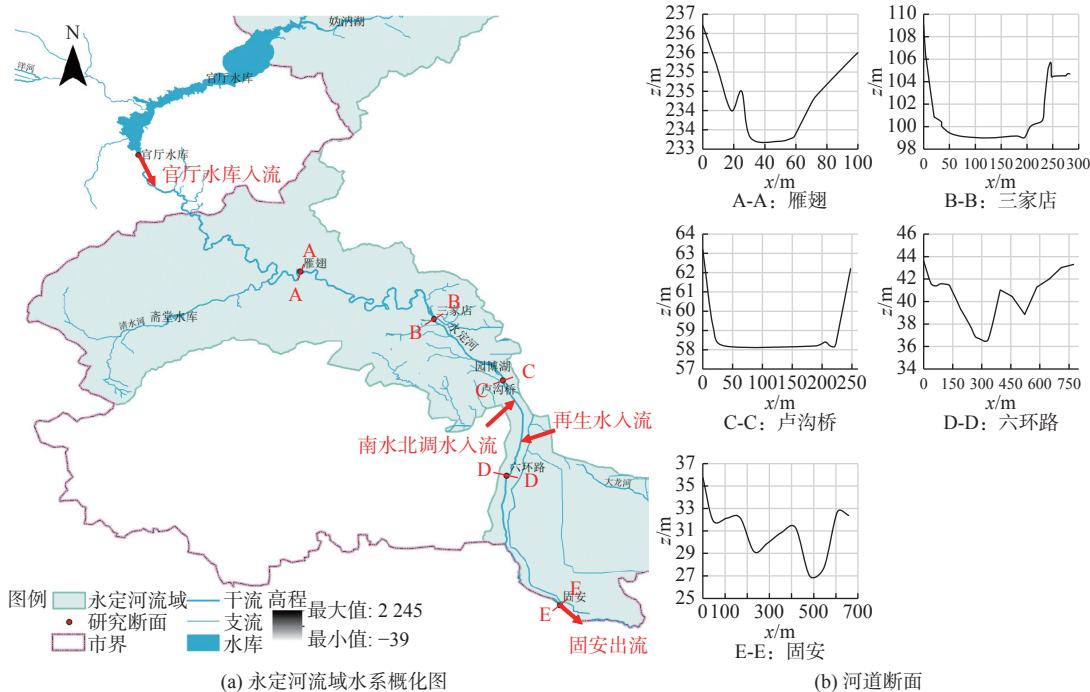 N
妫汭湖
洋河
官厅水库
官厅水库
官厅水库入流
A
雁翅
A
B
三家店
B
永定河
清水河
斋堂水库
园博湖
C
C
卢沟桥
南水北调水入流
再生水入流
D
六环路
D
大龙河
E
固安
E
固安出流
图例
永定河流域
研究断面
市界
干流
支流
水库
高程
最大值: 2 245
最小值: −39
(a) 永定河流域水系概化图
z/m
237
236
235
235
234
234
233
0 20 40 60 80 100
x/m
A-A：雁翅
z/m
108
106
104
102
100
98
0 50 100 150 200 250 300
x/m
B-B：三家店
z/m
64
63
62
61
60
59
58
57
0 50 100 150 200 250
x/m
C-C：卢沟桥
z/m
46
44
42
40
38
36
34
0 150 300 450 600 750
x/m
D-D：六环路
z/m
37
35
33
31
29
27
25
0 100 300 500 700
x/m
E-E：固安
(b) 河道断面